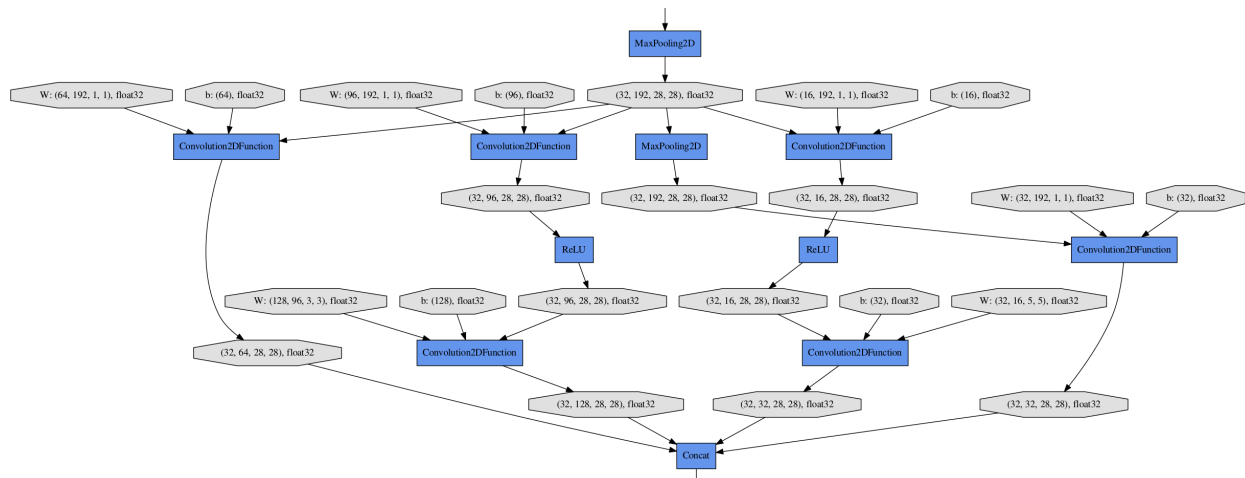 MaxPooling2D
W: (64, 192, 1, 1), float32
b: (64), float32
W: (96, 192, 1, 1), float32
b: (96), float32
(32, 192, 28, 28), float32
W: (16, 192, 1, 1), float32
b: (16), float32
Convolution2DFunction
Convolution2DFunction
MaxPooling2D
Convolution2DFunction
(32, 96, 28, 28), float32
(32, 192, 28, 28), float32
(32, 16, 28, 28), float32
W: (32, 192, 1, 1), float32
b: (32), float32
ReLU
ReLU
Convolution2DFunction
W: (128, 96, 3, 3), float32
b: (128), float32
(32, 96, 28, 28), float32
(32, 16, 28, 28), float32
b: (32), float32
W: (32, 16, 5, 5), float32
(32, 64, 28, 28), float32
Convolution2DFunction
Convolution2DFunction
(32, 128, 28, 28), float32
(32, 32, 28, 28), float32
(32, 32, 28, 28), float32
Concat